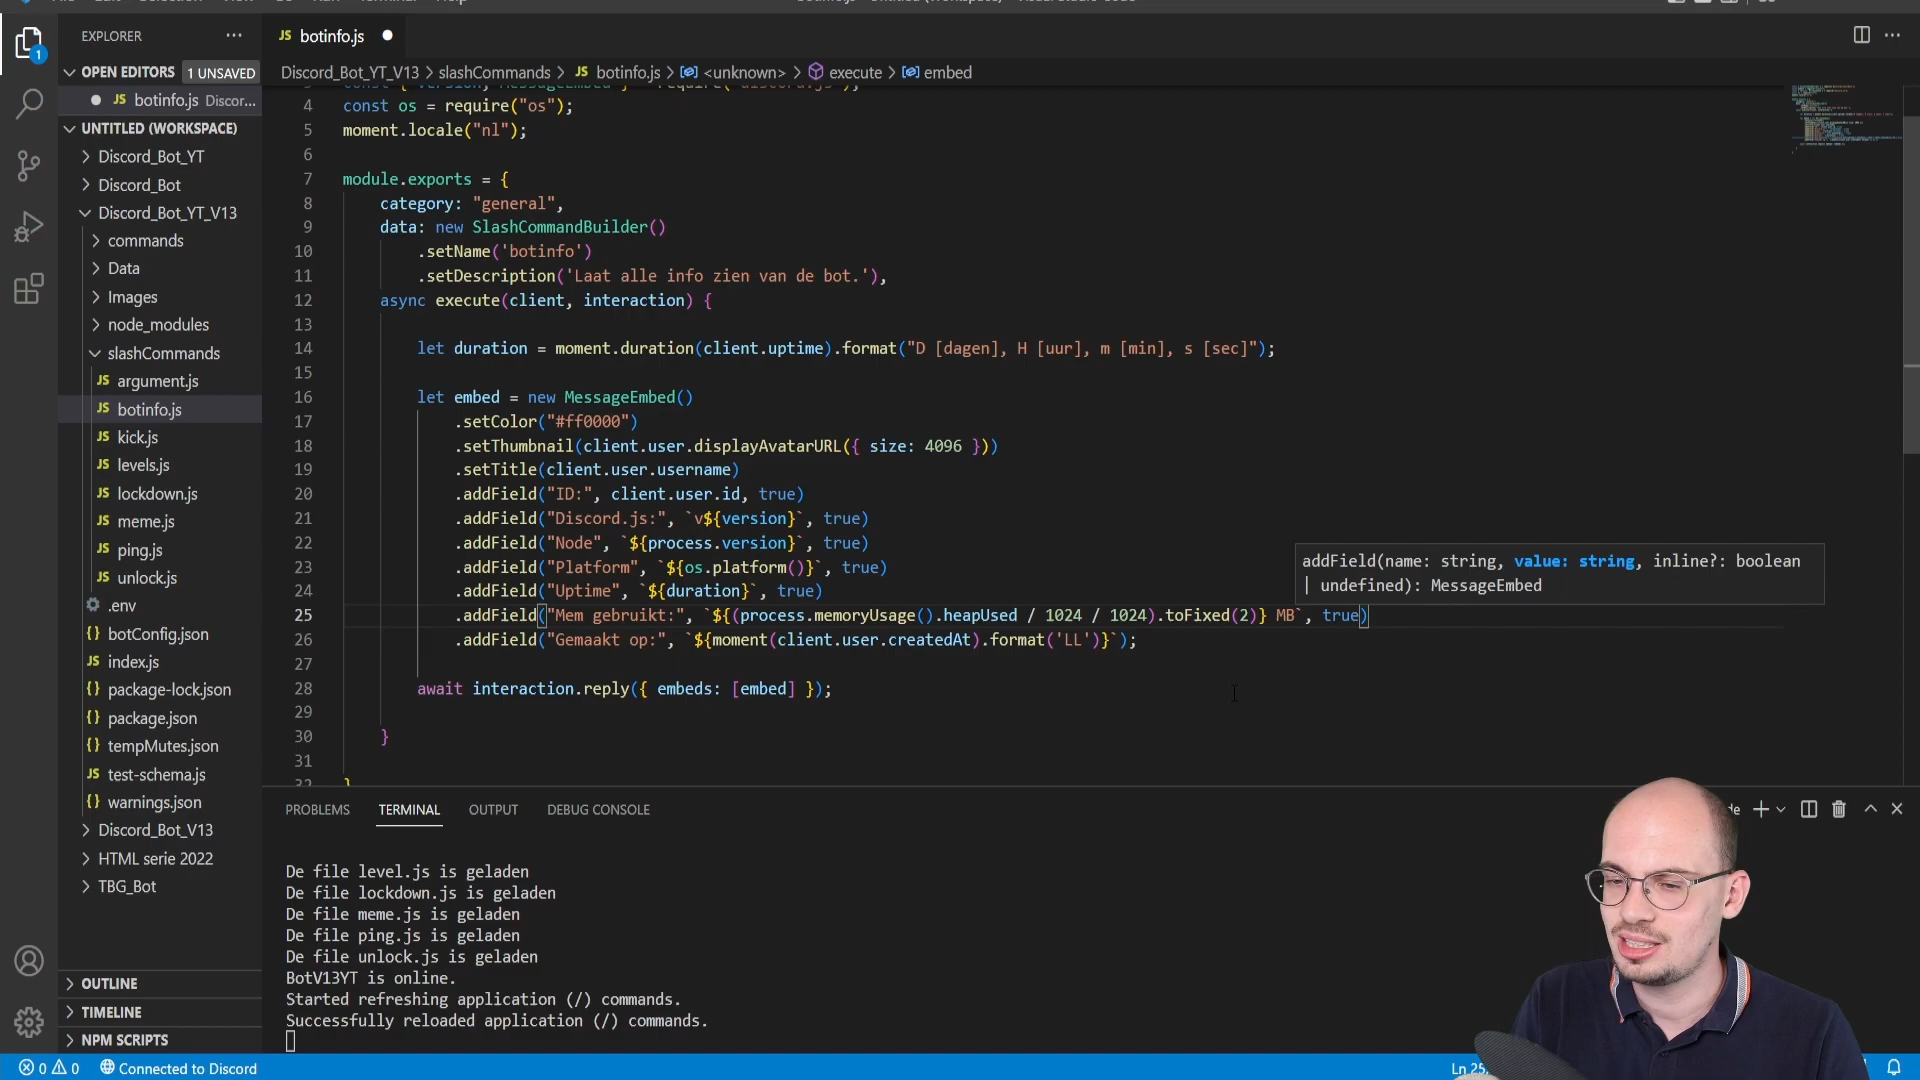 EXPLORER
botinfo.js
OPEN EDITORS 1 UNSAVED
botinfo.js Discor...
UNTITLED (WORKSPACE)
Discord_Bot_YT
Discord_Bot
Discord_Bot_YT_V13
commands
Data
Images
node_modules
slashCommands
argument.js
botinfo.js
kick.js
levels.js
lockdown.js
meme.js
ping.js
unlock.js
.env
botConfig.json
index.js
package-lock.json
package.json
tempMutes.json
test-schema.js
warnings.json
Discord_Bot_V13
HTML serie 2022
TBG_Bot
OUTLINE
TIMELINE
NPM SCRIPTS
Discord_Bot_YT_V13 > slashCommands > JS botinfo.js > <unknown> > execute > embed
4 const os = require("os");
5 moment.locale("nl");
6
7 module.exports = {
8 category: "general",
9 data: new SlashCommandBuilder()
10 .setName('botinfo')
11 .setDescription('Laat alle info zien van de bot.'),
12 async execute(client, interaction) {
13
14 let duration = moment.duration(client.uptime).format("D [dagen], H [uur], m [min], s [sec]");
15
16 let embed = new MessageEmbed()
17 .setColor("#ff0000")
18 .setThumbnail(client.user.displayAvatarURL({ size: 4096 }))
19 .setTitle(client.user.username)
20 .addField("ID:", client.user.id, true)
21 .addField("Discord.js:", `v${version}`, true)
22 .addField("Node", `${process.version}`, true)
23 .addField("Platform", `${os.platform()}`, true)
24 .addField("Uptime", `${duration}`, true)
25 .addField("Mem gebruikt:", `${(process.memoryUsage().heapUsed / 1024 / 1024).toFixed(2)} MB`, true)
26 .addField("Gemaakt op:", `${moment(client.user.createdAt).format('LL')}`);
27
28 await interaction.reply({ embeds: [embed] });
29
30 }
31
32 }
addField(name: string, value: string, inline?: boolean
| undefined): MessageEmbed
PROBLEMS TERMINAL OUTPUT DEBUG CONSOLE
De file level.js is geladen
De file lockdown.js is geladen
De file meme.js is geladen
De file ping.js is geladen
De file unlock.js is geladen
BotV13YT is online.
Started refreshing application (/) commands.
Successfully reloaded application (/) commands.
0 0 Connected to Discord
Ln 25,